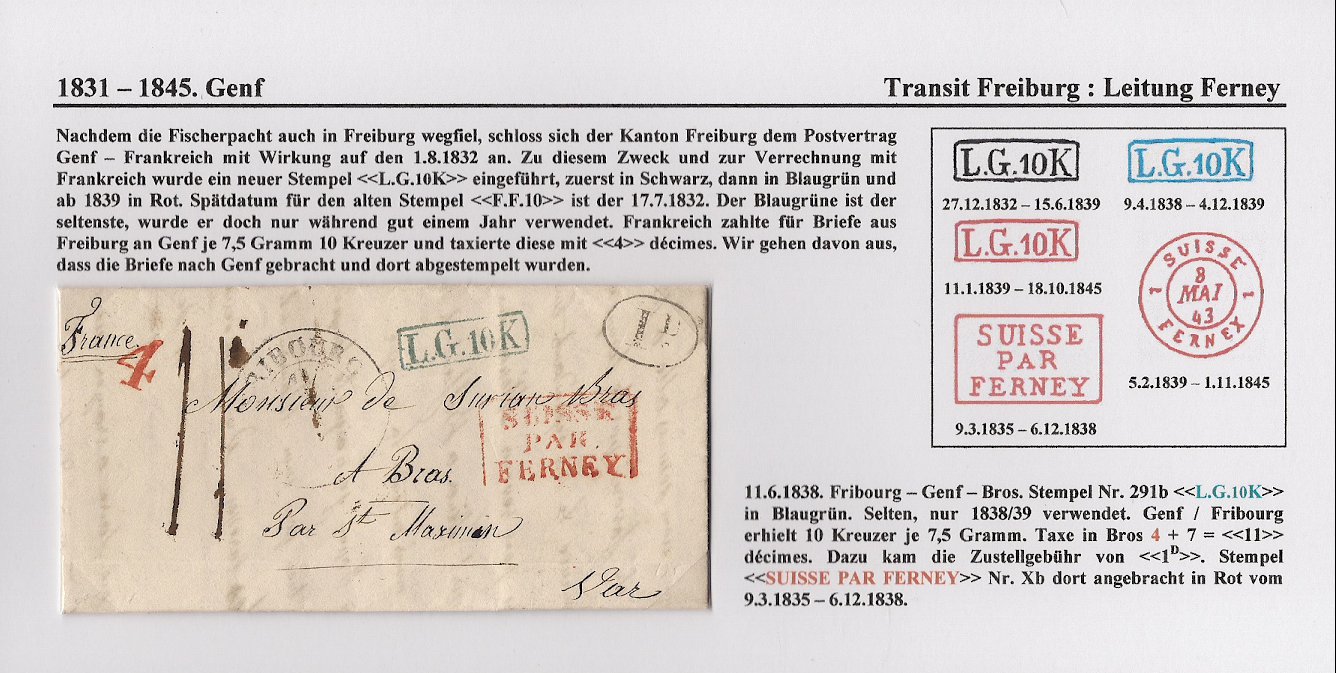 1831 – 1845. Genf
Transit Freiburg : Leitung Ferney
Nachdem die Fischerpacht auch in Freiburg wegfiel, schloss sich der Kanton Freiburg dem Postvertrag
Genf – Frankreich mit Wirkung auf den 1.8.1832 an. Zu diesem Zweck und zur Verrechnung mit
Frankreich wurde ein neuer Stempel <<L.G.10K>> eingeführt, zuerst in Schwarz, dann in Blaugrün und
ab 1839 in Rot. Spätdatum für den alten Stempel <<F.F.10>> ist der 17.7.1832. Der Blaugrüne ist der
seltenste, wurde er doch nur während gut einem Jahr verwendet. Frankreich zahlte für Briefe aus
Freiburg an Genf je 7,5 Gramm 10 Kreuzer und taxierte diese mit <<4>> décimes. Wir gehen davon aus,
dass die Briefe nach Genf gebracht und dort abgestempelt wurden.
L.G.10K
L.G.10K
27.12.1832 – 15.6.1839
9.4.1838 – 4.12.1839
L.G.10K
11.1.1839 – 18.10.1845
SUISSE
8
MAI
43
1 1
FERNEX
5.2.1839 – 1.11.1845
SUISSE
PAR
FERNEY
9.3.1835 – 6.12.1838
France.
4
11
FRIBOURG
L.G.10K
1D
Monsieur de Surian Bras
SUISSE
PAR
FERNEY
A Bras.
Par St Maximin
Var
11.6.1838. Fribourg – Genf – Bros. Stempel Nr. 291b <<L.G.10K>>
in Blaugrün. Selten, nur 1838/39 verwendet. Genf / Fribourg
erhielt 10 Kreuzer je 7,5 Gramm. Taxe in Bros 4 + 7 = <<11>>
décimes. Dazu kam die Zustellgebühr von <<1D>>. Stempel
<<SUISSE PAR FERNEY>> Nr. Xb dort angebracht in Rot vom
9.3.1835 – 6.12.1838.